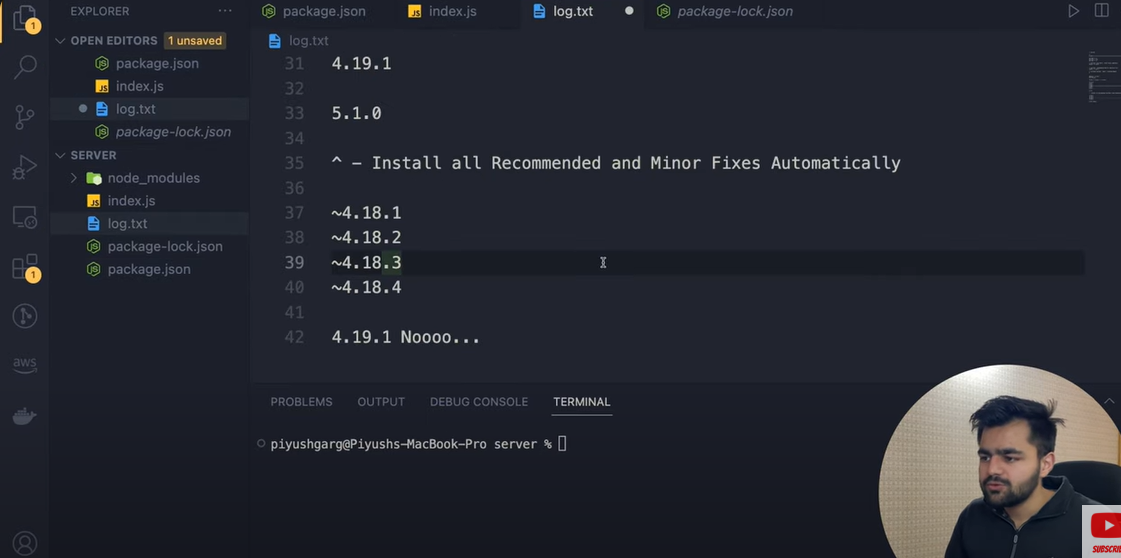 EXPLORER ...
package.json
index.js
log.txt
package-lock.json
1
OPEN EDITORS 1 unsaved
package.json
index.js
log.txt
package-lock.json
SERVER
node_modules
index.js
log.txt
package-lock.json
package.json
1
aws
log.txt
31 4.19.1
32
33 5.1.0
34
35 ^ - Install all Recommended and Minor Fixes Automatically
36
37 ~4.18.1
38 ~4.18.2
39 ~4.18.3
40 ~4.18.4
41
42 4.19.1 Noooo...
PROBLEMS OUTPUT DEBUG CONSOLE TERMINAL
piyushgarg@Piyushs-MacBook-Pro server %